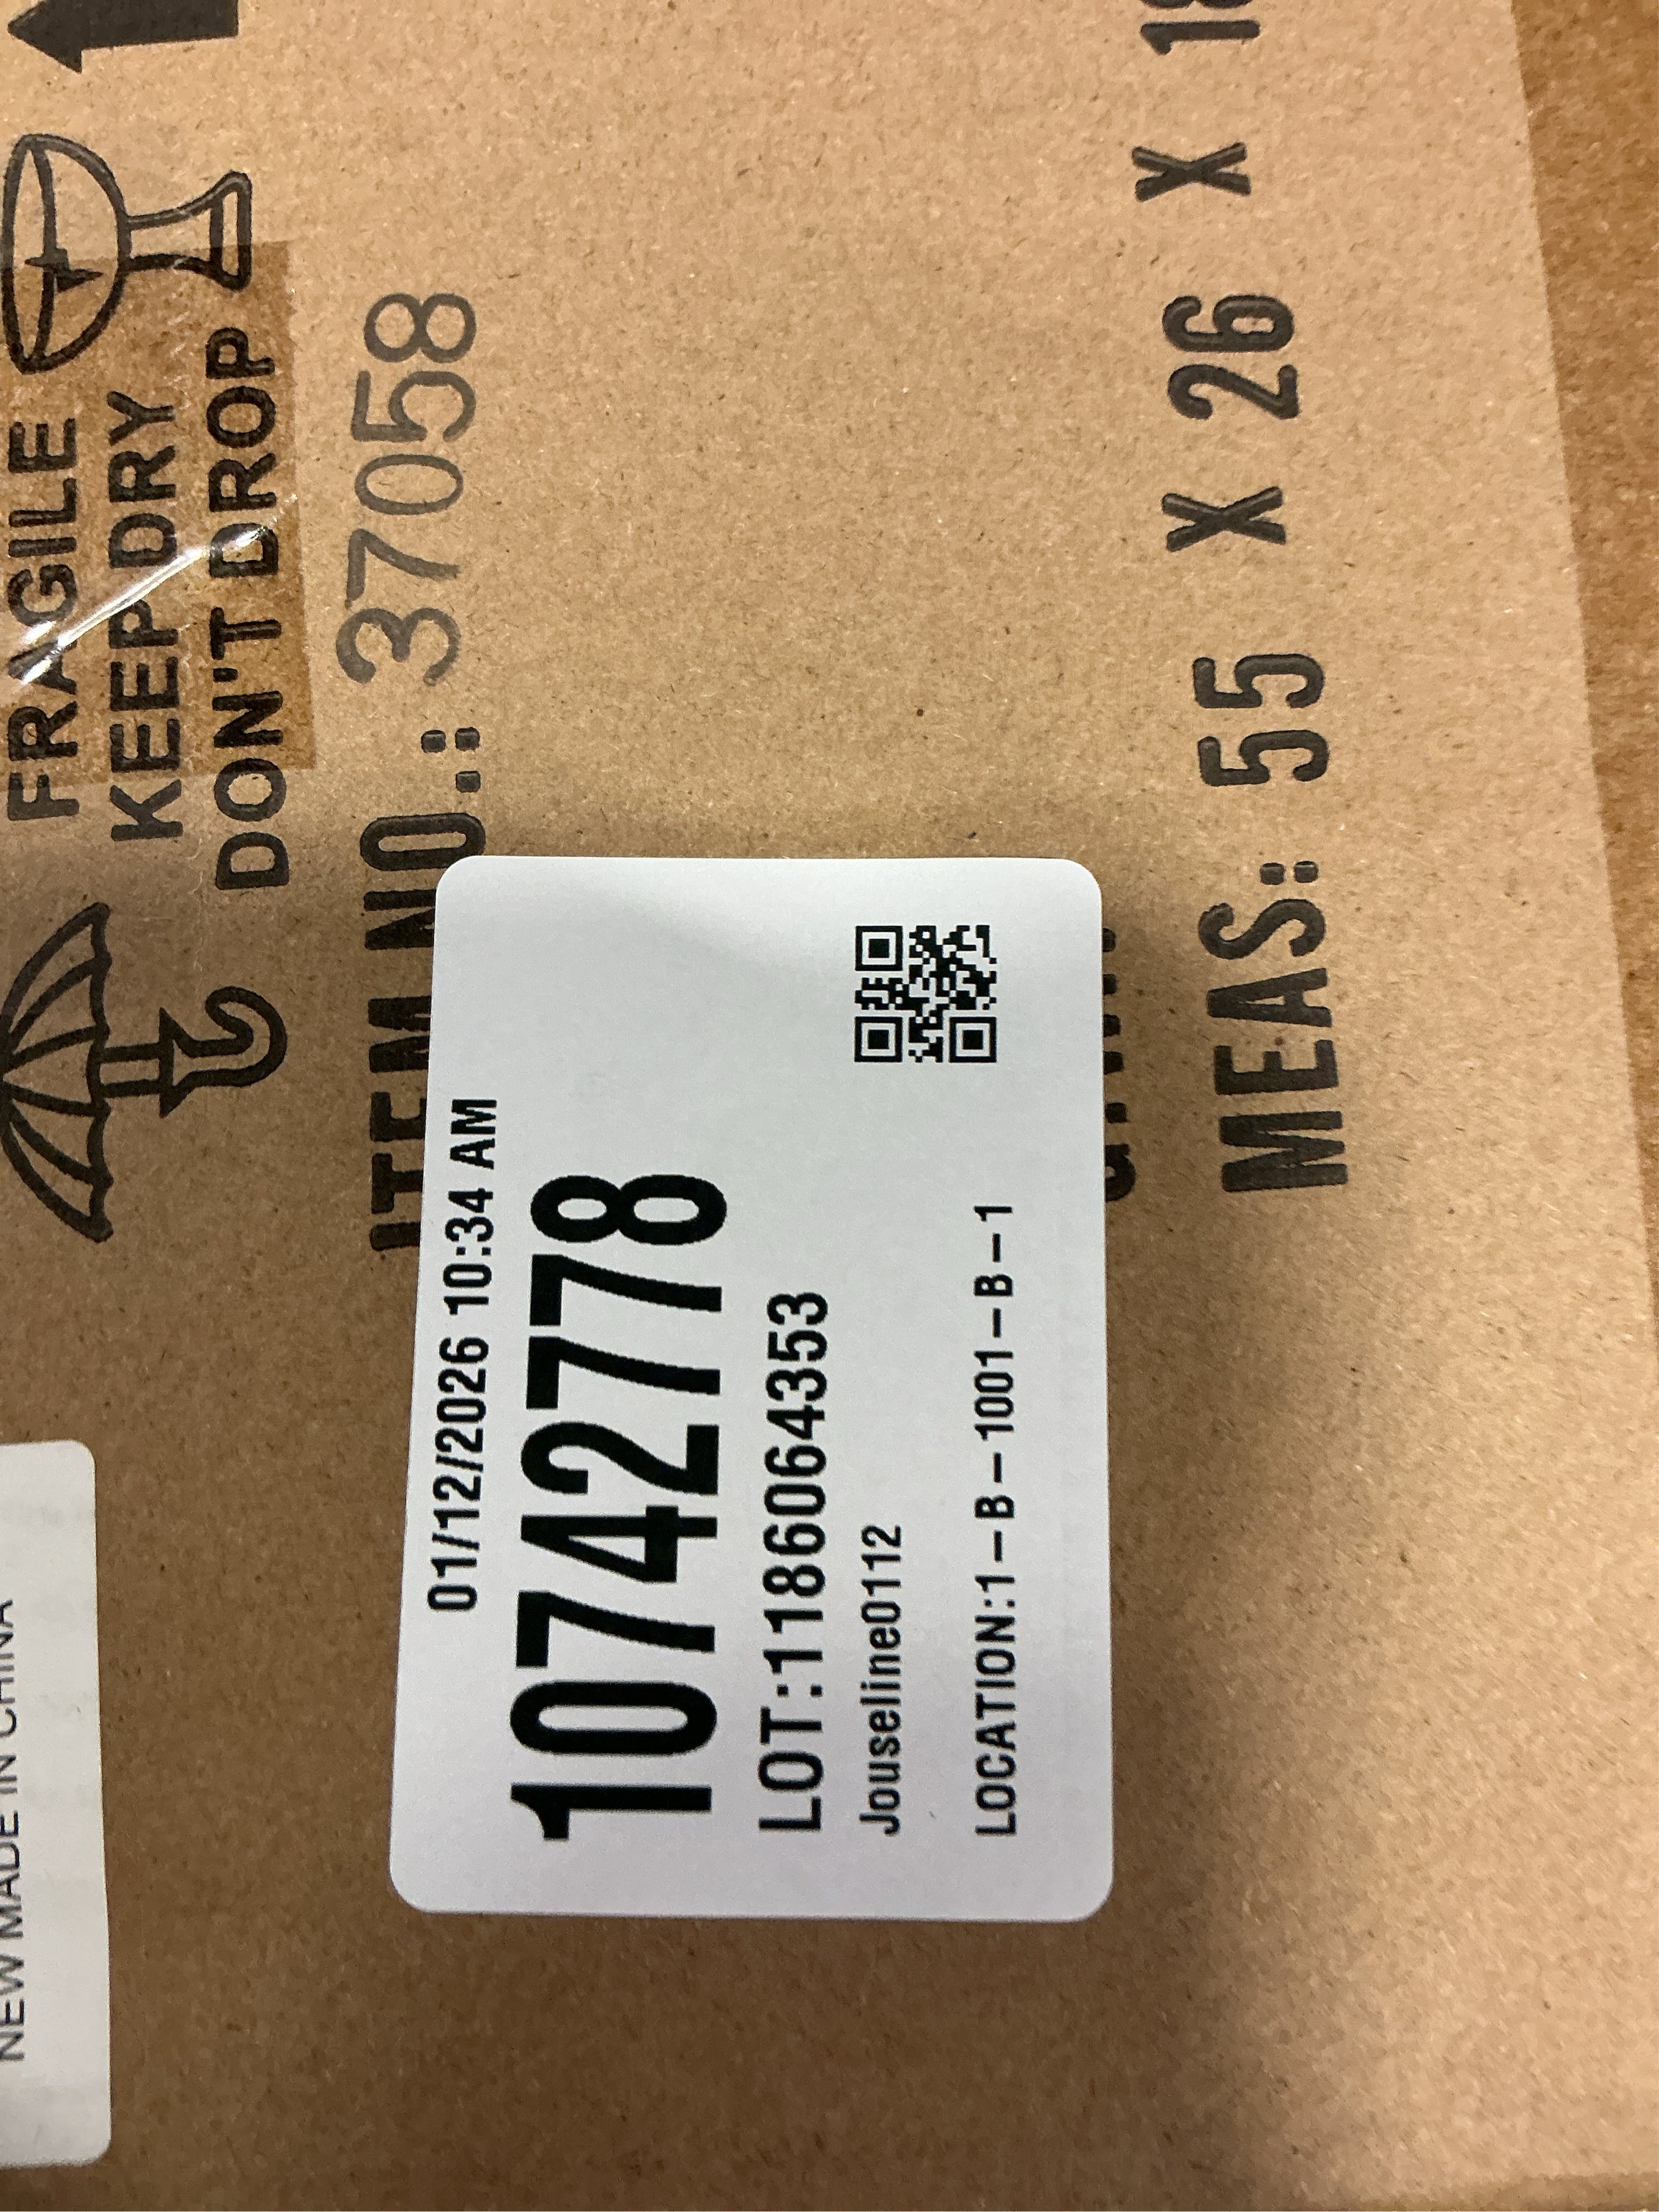 FRAGILE
KEEP DRY
DON'T DROP
ITEM NO.: 37058
MEAS: 55 X 26 X 18
NEW MADE IN CHINA
01/12/2026 10:34 AM
10742778
LOT:1186064353
Jouseline0112
LOCATION:1-B-1001-B-1